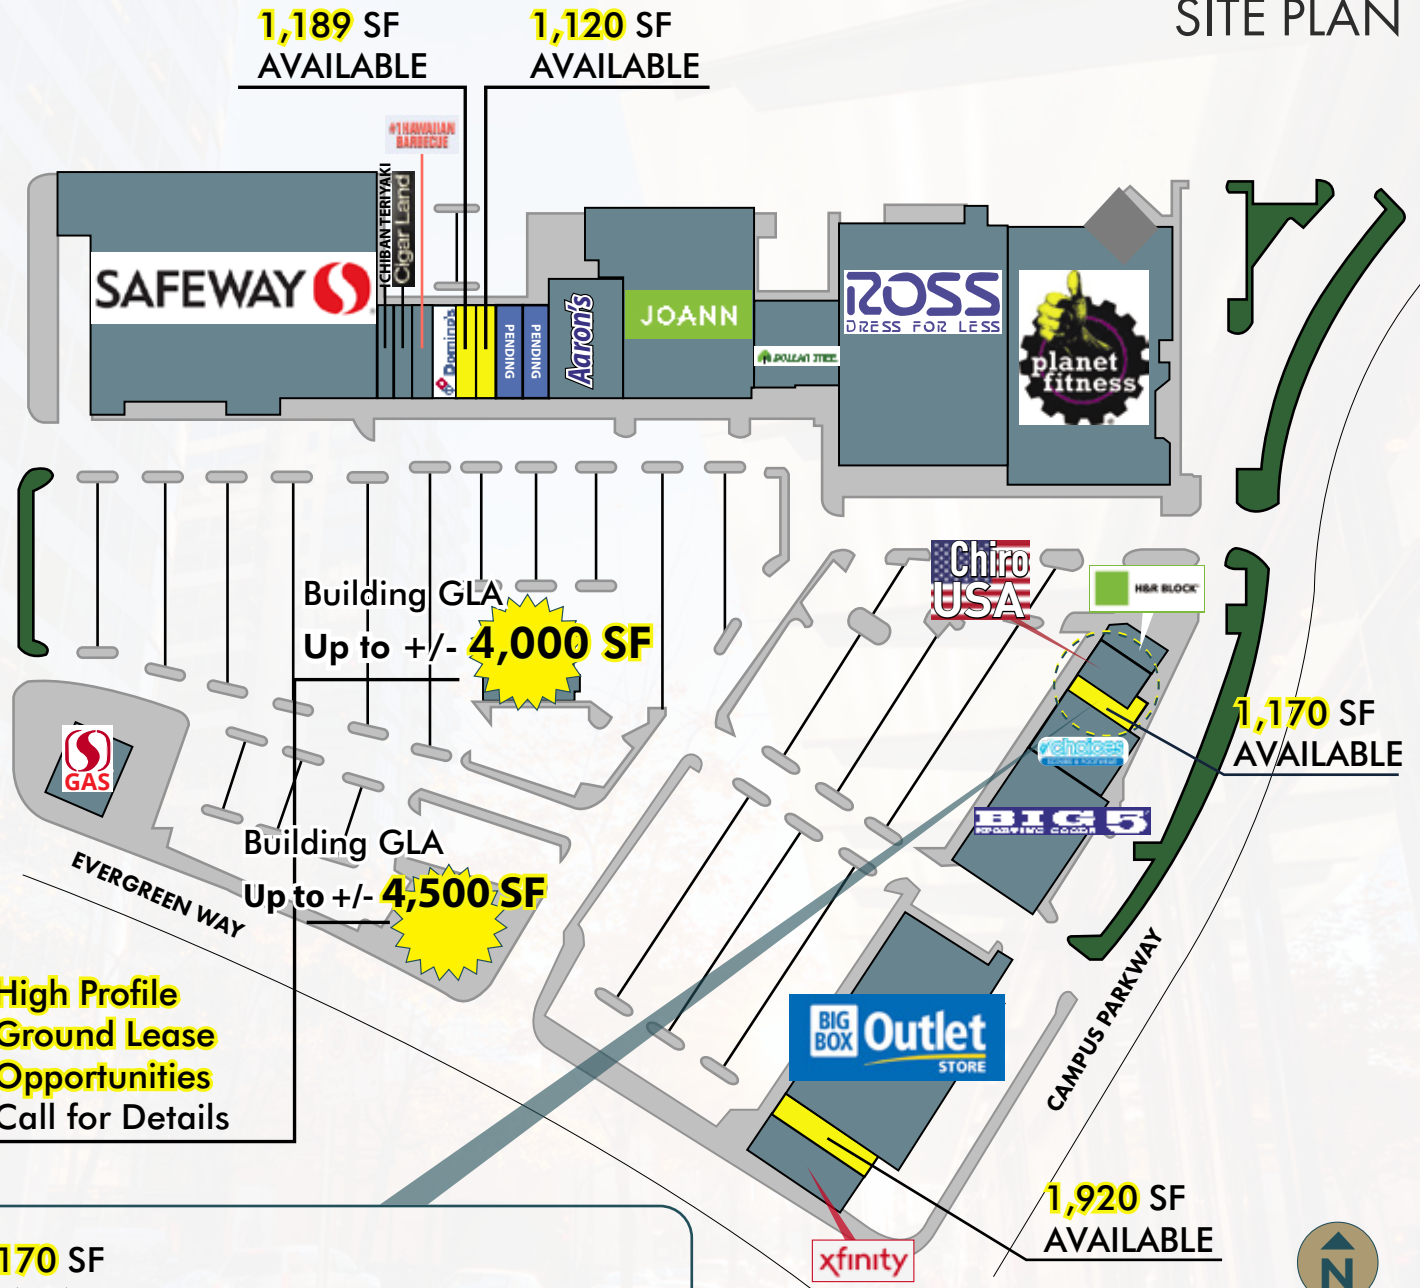 SITE PLAN
1,189 SF
AVAILABLE
1,120 SF
AVAILABLE
#1 HAWAIIAN
BARBECUE
ICHIBAN TERIYAKI
Cigar Land
SAFEWAY
Domino's
PENDING
PENDING
Aaron's
JOANN
DOLLAR TREE
ROSS
DRESS FOR LESS
planet
fitness
Building GLA
Up to +/- 4,000 SF
Chiro
USA
H&R BLOCK
1,170 SF
AVAILABLE
choices
BIG 5
SPORTING GOODS
GAS
Building GLA
Up to +/- 4,500 SF
EVERGREEN WAY
High Profile
Ground Lease
Opportunities
Call for Details
BIG
BOX
Outlet
STORE
CAMPUS PARKWAY
1,920 SF
AVAILABLE
xfinity
N
170 SF